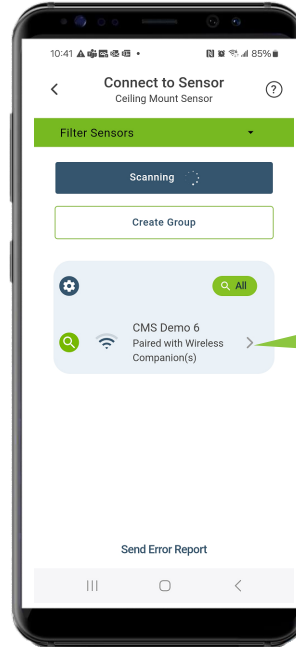 10:41
85%
Connect to Sensor
Ceiling Mount Sensor
?
Filter Sensors
Scanning
Create Group
All
CMS Demo 6
Paired with Wireless
Companion(s)
Send Error Report